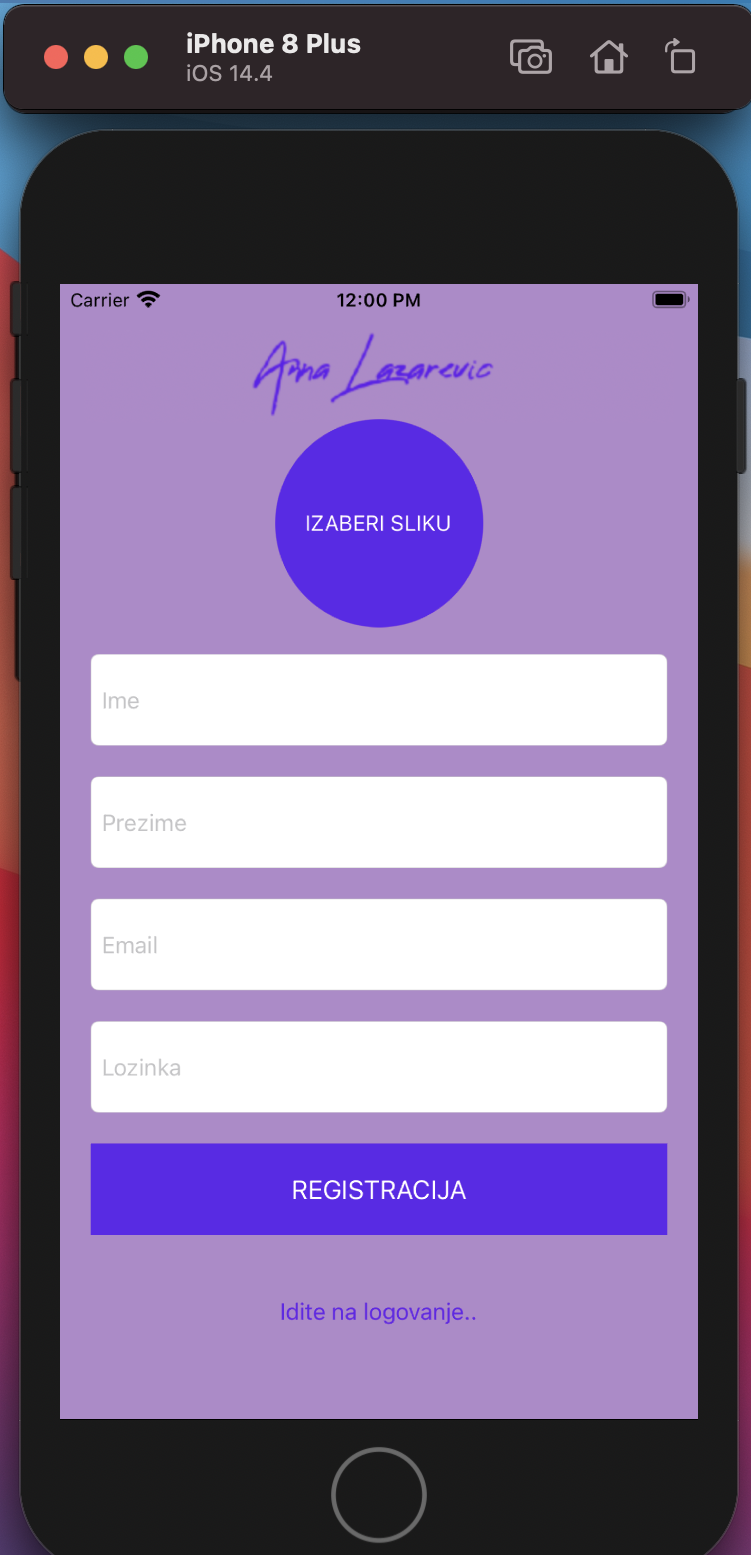 iPhone 8 Plus
iOS 14.4
Carrier 12:00 PM
Anna Lazarevic
IZABERI SLIKU
Ime
Prezime
Email
Lozinka
REGISTRACIJA
Idite na logovanje..